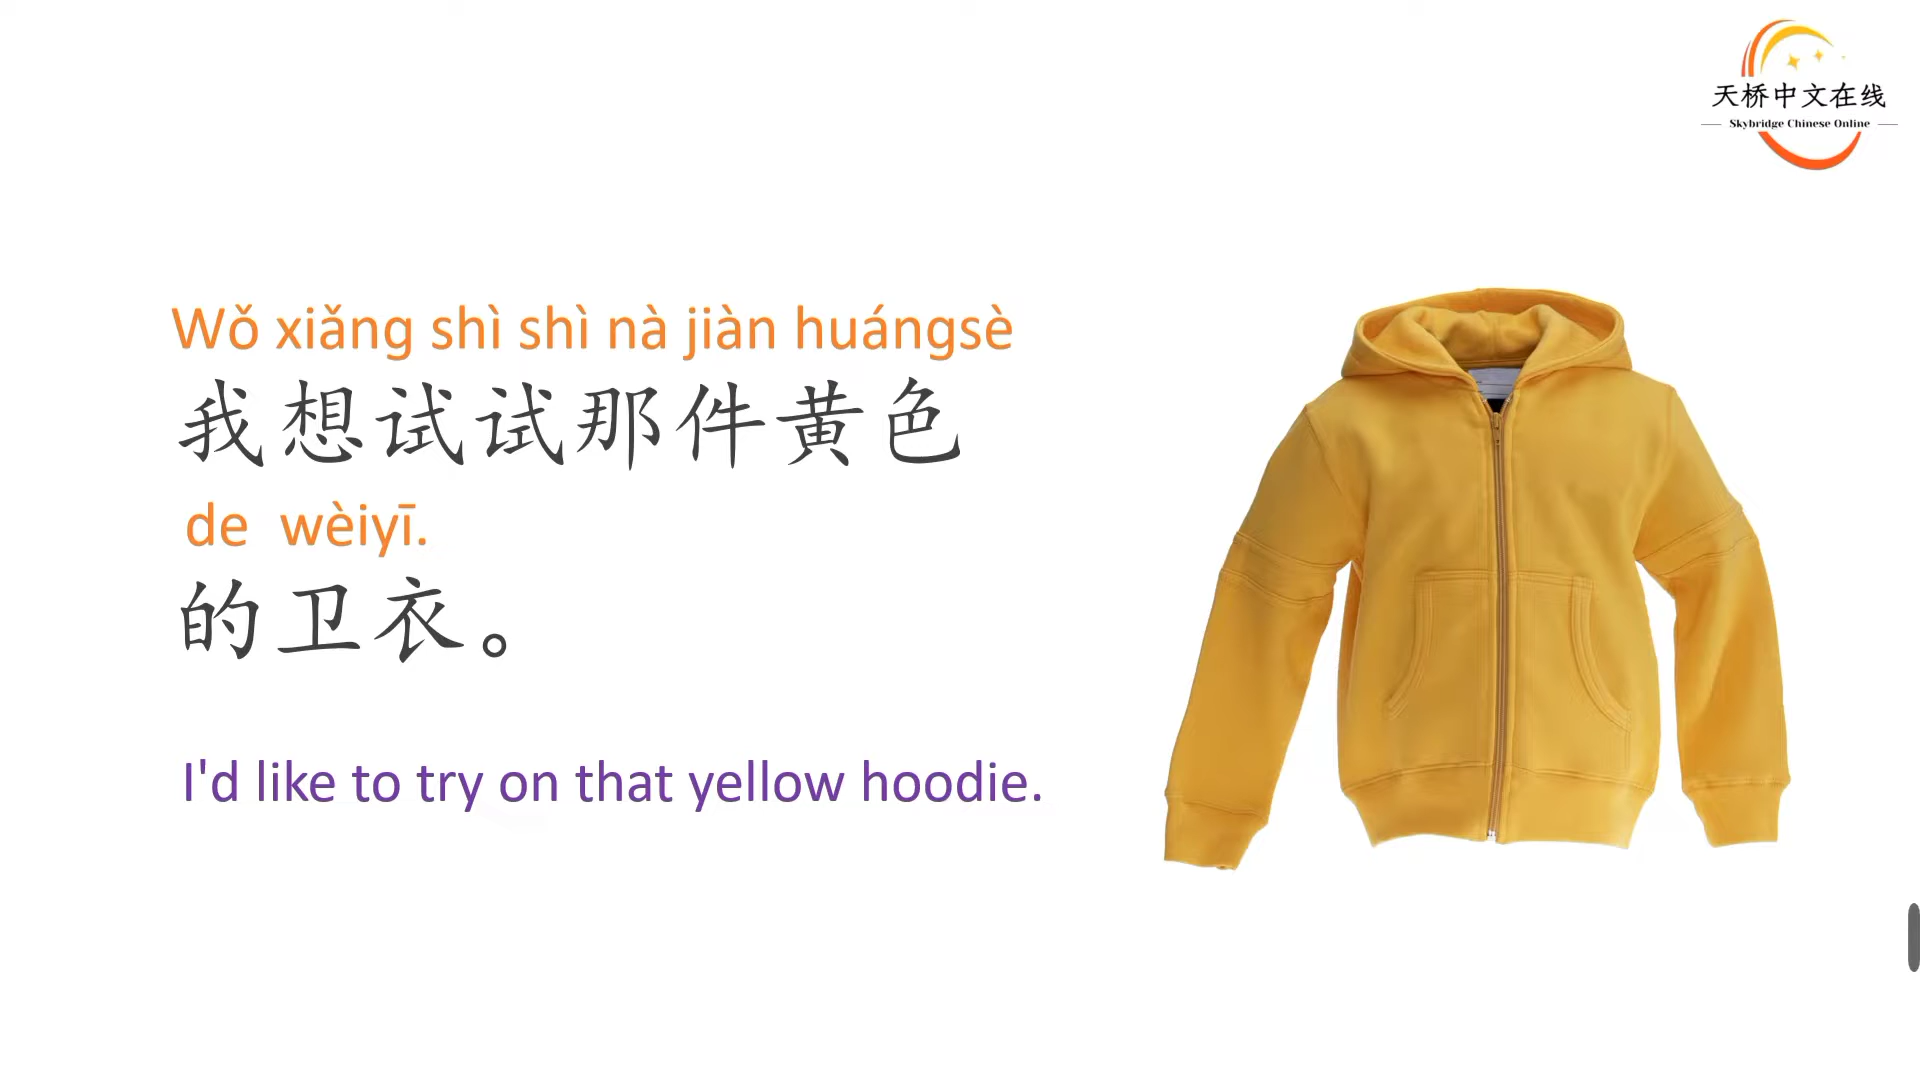 天桥中文在线
Skybridge Chinese Online
Wǒ xiǎng shì shì nà jiàn huángsè
我想试试那件黄色
de wèiyī.
的卫衣。
I'd like to try on that yellow hoodie.